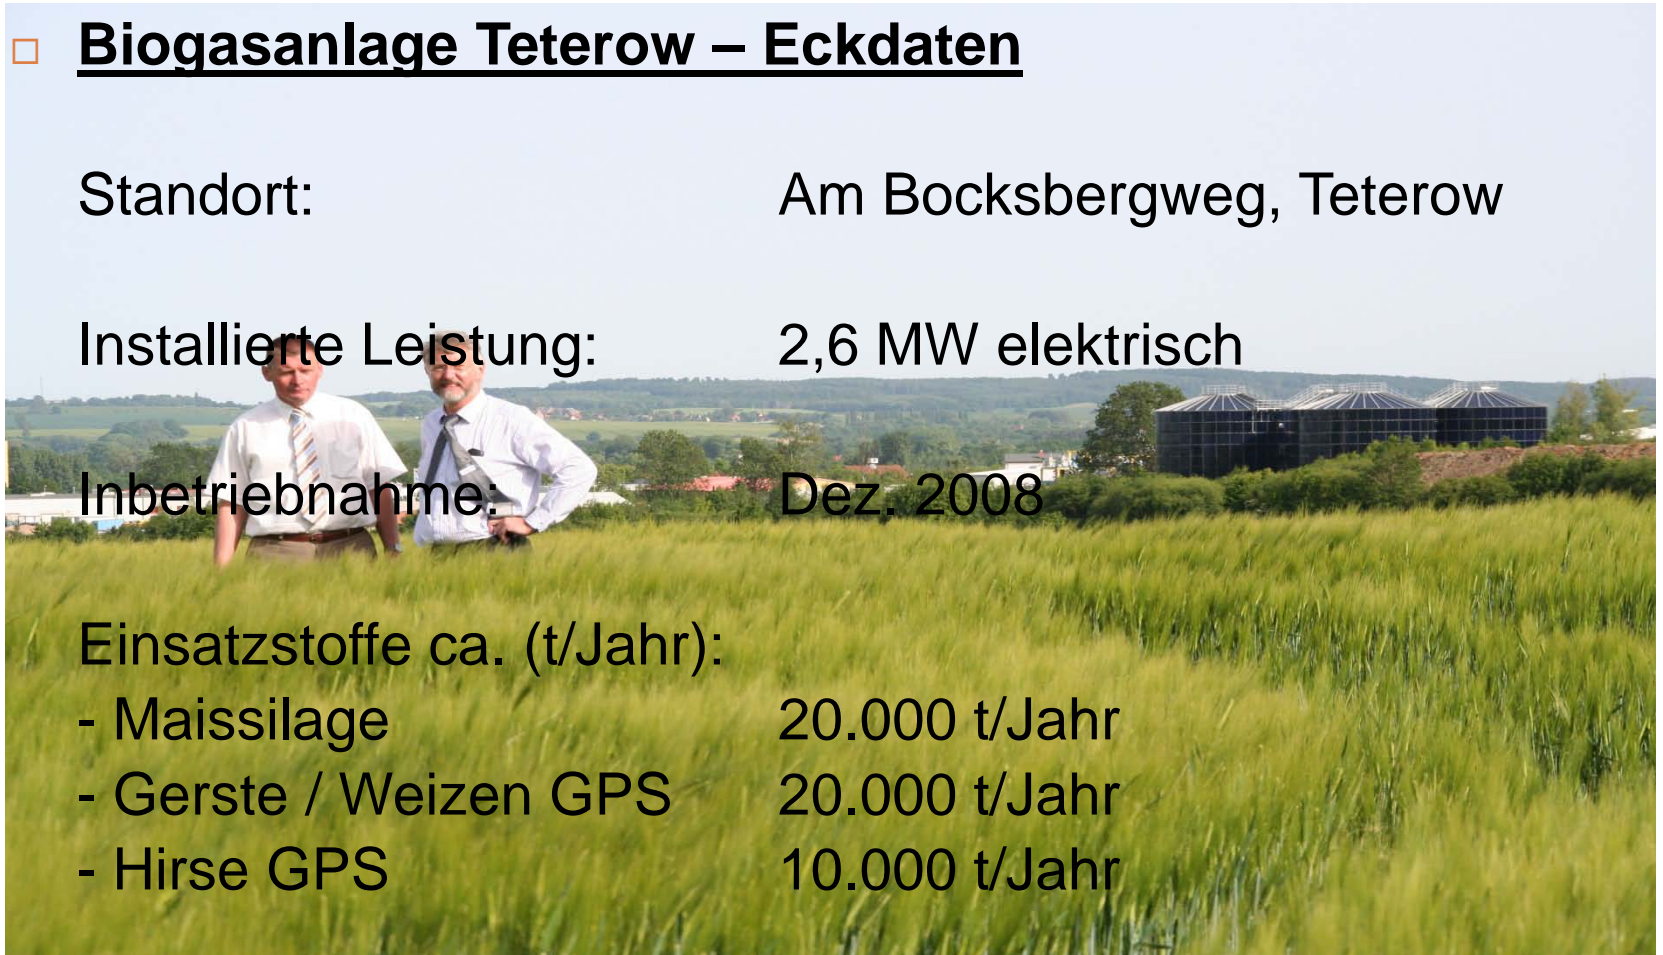 Biogasanlage Teterow – Eckdaten
Standort: Am Bocksbergweg, Teterow
Installierte Leistung: 2,6 MW elektrisch
Inbetriebnahme: Dez. 2008
Einsatzstoffe ca. (t/Jahr):
- Maissilage 20.000 t/Jahr
- Gerste / Weizen GPS 20.000 t/Jahr
- Hirse GPS 10.000 t/Jahr